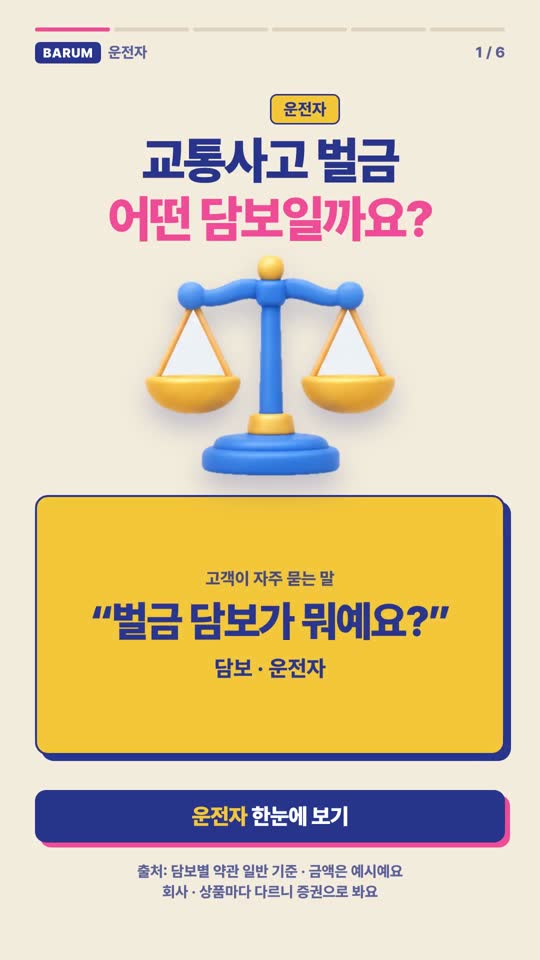 BARUM 운전자 1 / 6
운전자
교통사고 벌금
어떤 담보일까요?
고객이 자주 묻는 말
“벌금 담보가 뭐예요?”
담보 · 운전자
운전자 한눈에 보기
출처: 담보별 약관 일반 기준 · 금액은 예시예요
회사 · 상품마다 다르니 증권으로 봐요